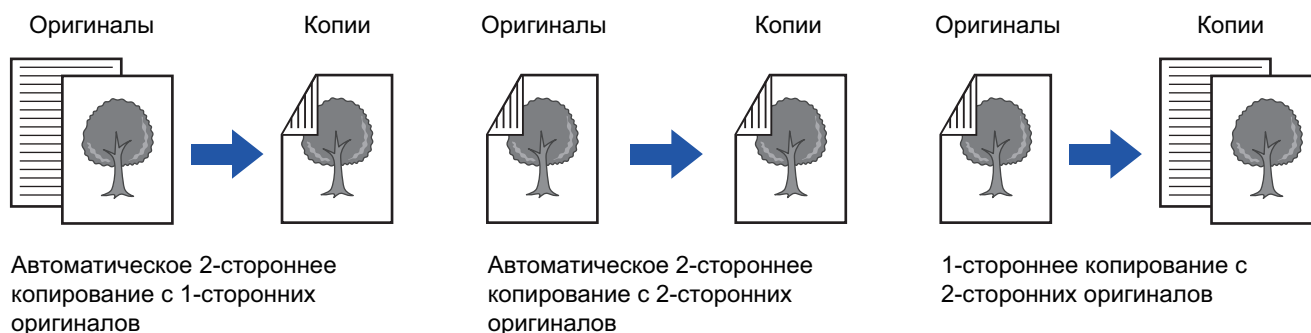 Оригиналы
Копии
Оригиналы
Копии
Оригиналы
Копии
Автоматическое 2-стороннее
копирование с 1-сторонних
оригиналов
Автоматическое 2-стороннее
копирование с 2-сторонних
оригиналов
1-стороннее копирование с
2-сторонних оригиналов